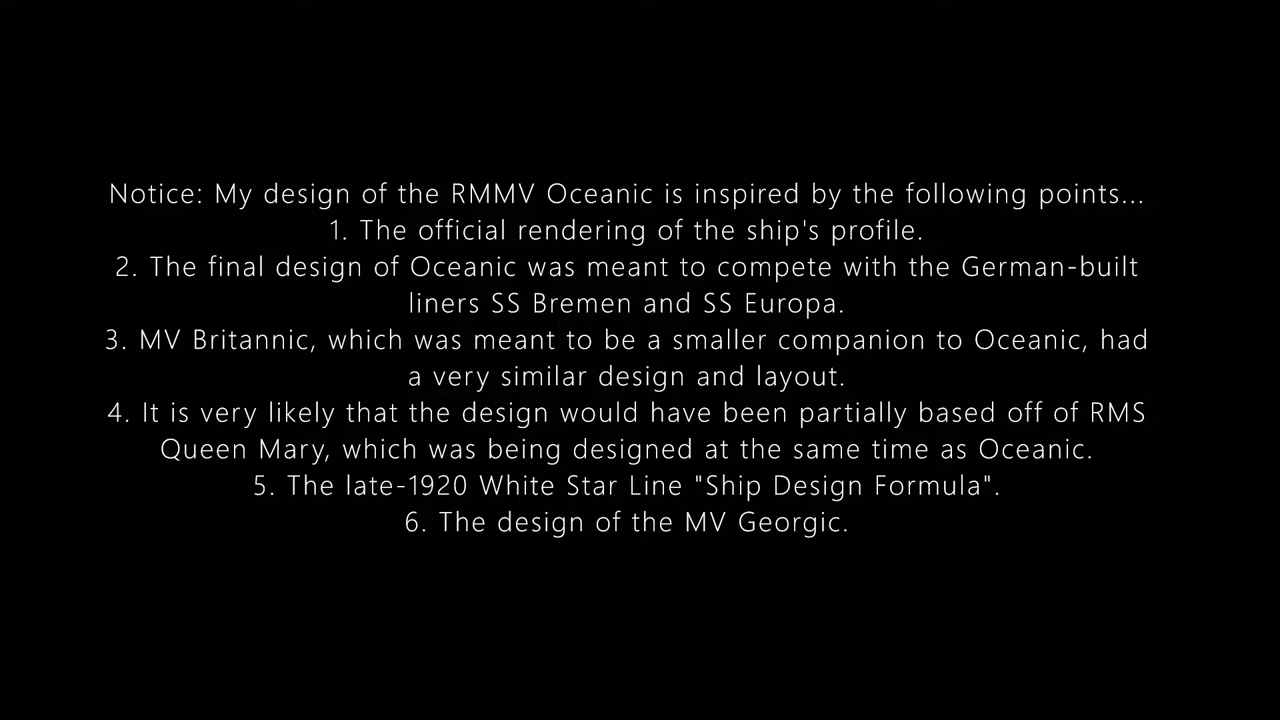 Notice: My design of the RMMV Oceanic is inspired by the following points...
1. The official rendering of the ship's profile.
2. The final design of Oceanic was meant to compete with the German-built
liners SS Bremen and SS Europa.
3. MV Britannic, which was meant to be a smaller companion to Oceanic, had
a very similar design and layout.
4. It is very likely that the design would have been partially based off of RMS
Queen Mary, which was being designed at the same time as Oceanic.
5. The late-1920 White Star Line "Ship Design Formula".
6. The design of the MV Georgic.